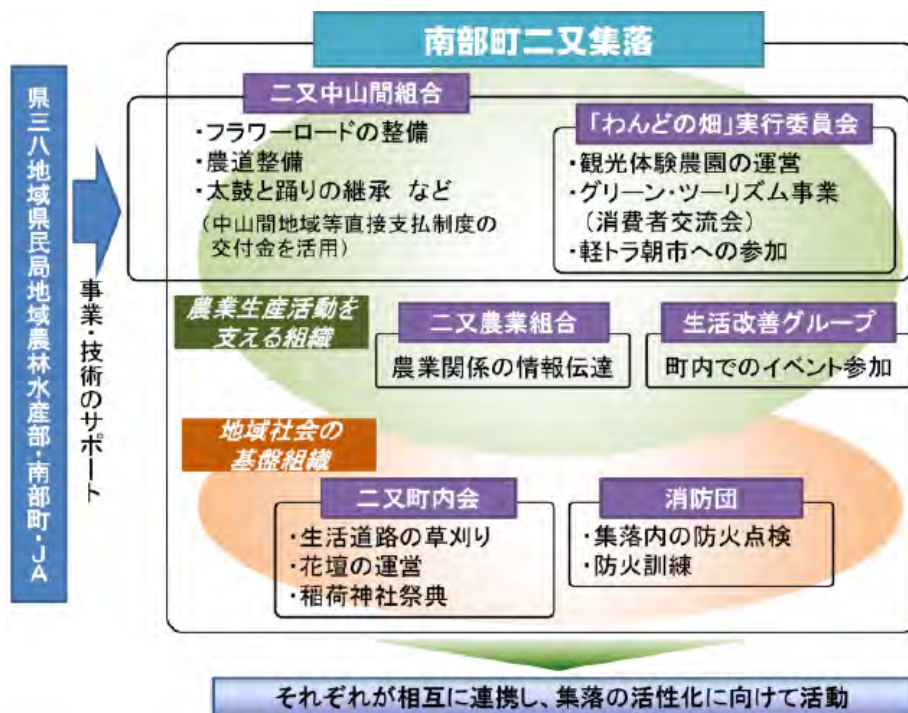 南部町二又集落
県三八地域県民局地域農林水産部・南部町・JA
事業・技術のサポート
二又中山間組合
・フラワーロードの整備
・農道整備
・太鼓と踊りの継承 など
(中山間地域等直接支払制度の
交付金を活用)
「わんどの畑」実行委員会
・観光体験農園の運営
・グリーン・ツーリズム事業
(消費者交流会)
・軽トラ朝市への参加
農業生産活動を
支える組織
二又農業組合
農業関係の情報伝達
生活改善グループ
町内でのイベント参加
地域社会の
基盤組織
二又町内会
・生活道路の草刈り
・花壇の運営
・稲荷神社祭典
消防団
・集落内の防火点検
・防火訓練
それぞれが相互に連携し、集落の活性化に向けて活動